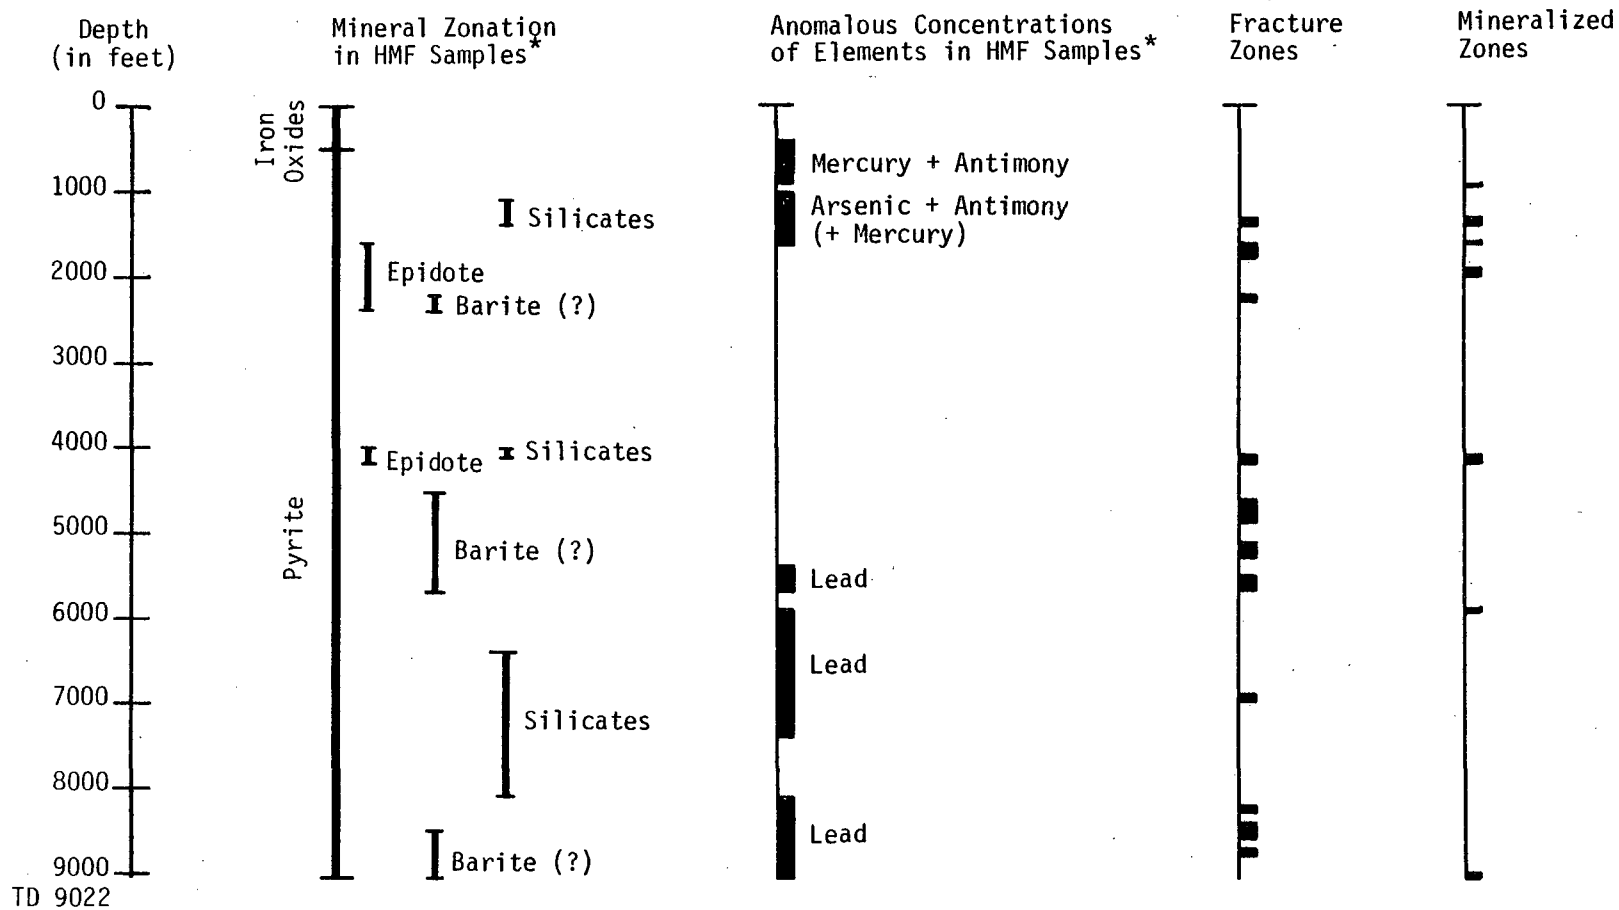 Depth
(in feet)
Mineral Zonation
in HMF Samples*
Anomalous Concentrations
of Elements in HMF Samples*
Fracture
Zones
Mineralized
Zones
0
1000
2000
3000
4000
5000
6000
7000
8000
9000
TD 9022
Iron
Oxides
Pyrite
Silicates
Epidote
Barite (?)
Epidote
Silicates
Barite (?)
Silicates
Barite (?)
Mercury + Antimony
Arsenic + Antimony
(+ Mercury)
Lead
Lead
Lead